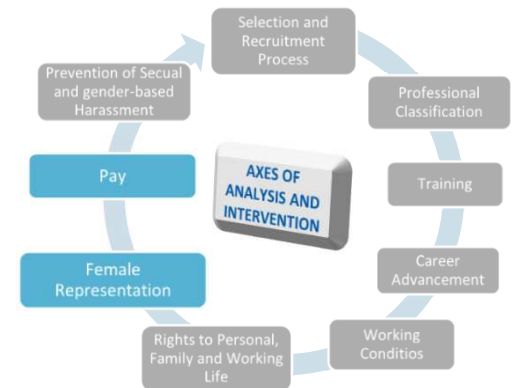 Selection and
Recruitment
Process
Professional
Classification
Training
Career
Advancement
Working
Conditios
Rights to Personal,
Family and Working
Life
Female
Representation
Pay
Prevention of Secual
and gender-based
Harassment
AXES OF
ANALYSIS AND
INTERVENTION